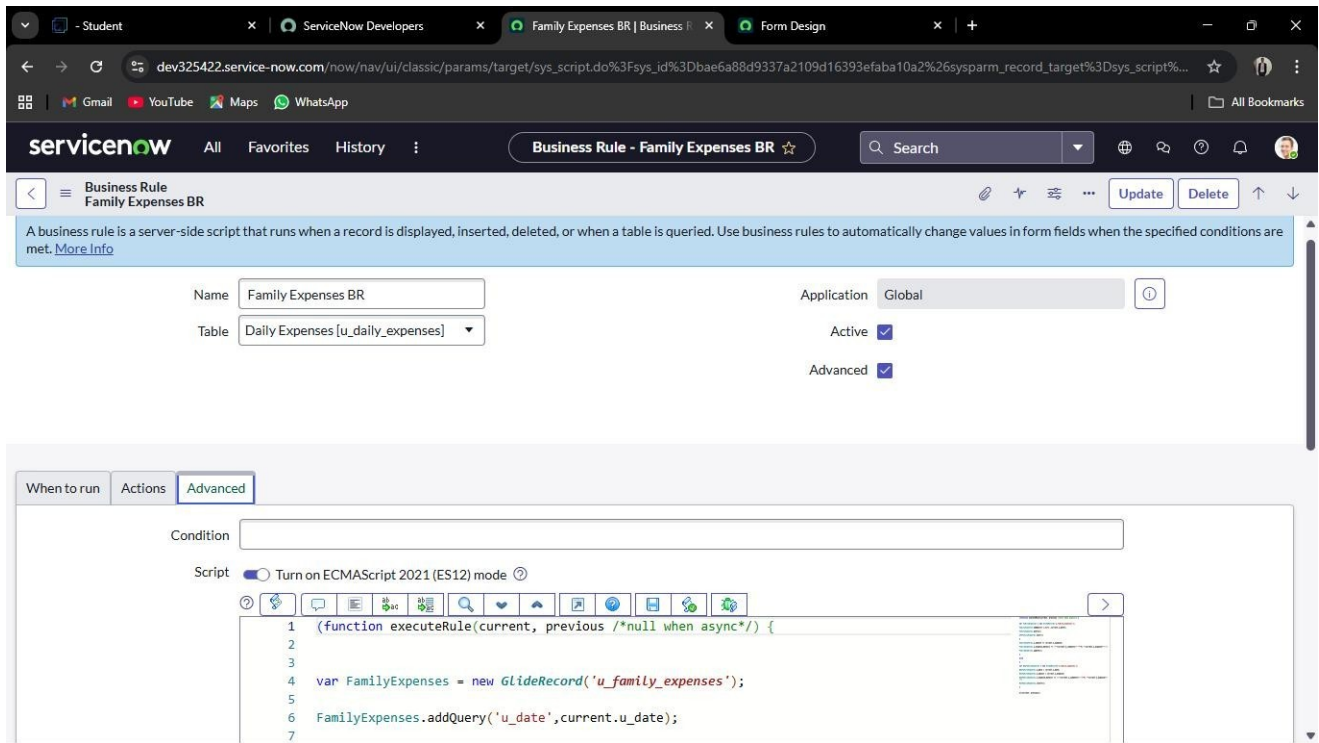 - Student
ServiceNow Developers
Family Expenses BR | Business R
Form Design
dev325422.service-now.com/now/nav/ui/classic/params/target/sys_script.do%3Fsys_id%3Dbae6a88d9337a2109d16393efaba10a2%26sysparm_record_target%3Dsys_script%...
Gmail YouTube Maps WhatsApp All Bookmarks
servicenow All Favorites History Business Rule - Family Expenses BR Search
Business Rule
Family Expenses BR
Update Delete
A business rule is a server-side script that runs when a record is displayed, inserted, deleted, or when a table is queried. Use business rules to automatically change values in form fields when the specified conditions are
met. More Info
Name Family Expenses BR Application Global
Table Daily Expenses [u_daily_expenses] Active
Advanced
When to run Actions Advanced
Condition
Script Turn on ECMAScript 2021 (ES12) mode
1 (function executeRule(current, previous /*null when async*/) {
2
3
4 var FamilyExpenses = new GlideRecord('u_family_expenses');
5
6 FamilyExpenses.addQuery('u_date',current.u_date);
7